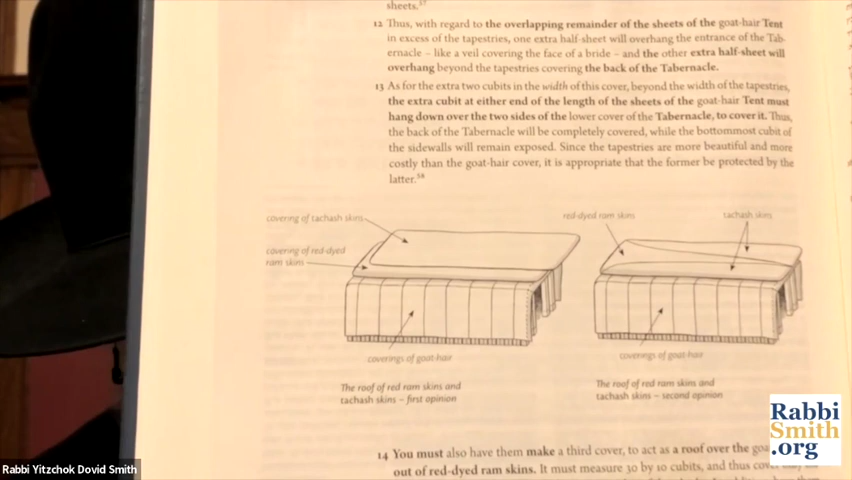 sheets.⁵⁷
12 Thus, with regard to the overlapping remainder of the sheets of the goat-hair Tent
in excess of the tapestries, one extra half-sheet will overhang the entrance of the Tab-
ernacle – like a veil covering the face of a bride – and the other extra half-sheet will
overhang beyond the tapestries covering the back of the Tabernacle.
13 As for the extra two cubits in the width of this cover, beyond the width of the tapestries,
the extra cubit at either end of the length of the sheets of the goat-hair Tent must
hang down over the two sides of the lower cover of the Tabernacle, to cover it. Thus,
the back of the Tabernacle will be completely covered, while the bottommost cubit of
the sidewalls will remain exposed. Since the tapestries are more beautiful and more
costly than the goat-hair cover, it is appropriate that the former be protected by the
latter.⁵⁸
covering of tachash skins
covering of red-dyed
ram skins
coverings of goat-hair
The roof of red ram skins and
tachash skins – first opinion
red-dyed ram skins
tachash skins
coverings of goat-hair
The roof of red ram skins and
tachash skins – second opinion
14 You must also have them make a third cover, to act as a roof over the
out of red-dyed ram skins. It must measure 30 by 10 cubits, and thus
Rabbi
Smith
.org
Rabbi Yitzchok Dovid Smith